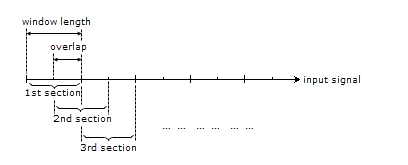 window length
overlap
input signal
1st section
2nd section
3rd section
... ... ... ... ... ...